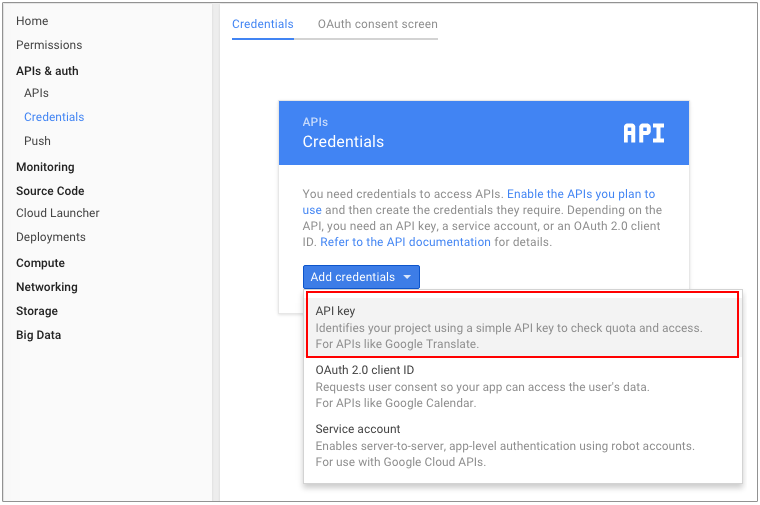 Home
Permissions
APIs & auth
APIs
Credentials
Push
Monitoring
Source Code
Cloud Launcher
Deployments
Compute
Networking
Storage
Big Data
Credentials OAuth consent screen
APIs
Credentials
API
You need credentials to access APIs. Enable the APIs you plan to
use and then create the credentials they require. Depending on the
API, you need an API key, a service account, or an OAuth 2.0 client
ID. Refer to the API documentation for details.
Add credentials
API key
Identifies your project using a simple API key to check quota and access.
For APIs like Google Translate.
OAuth 2.0 client ID
Requests user consent so your app can access the user's data.
For APIs like Google Calendar.
Service account
Enables server-to-server, app-level authentication using robot accounts.
For use with Google Cloud APIs.